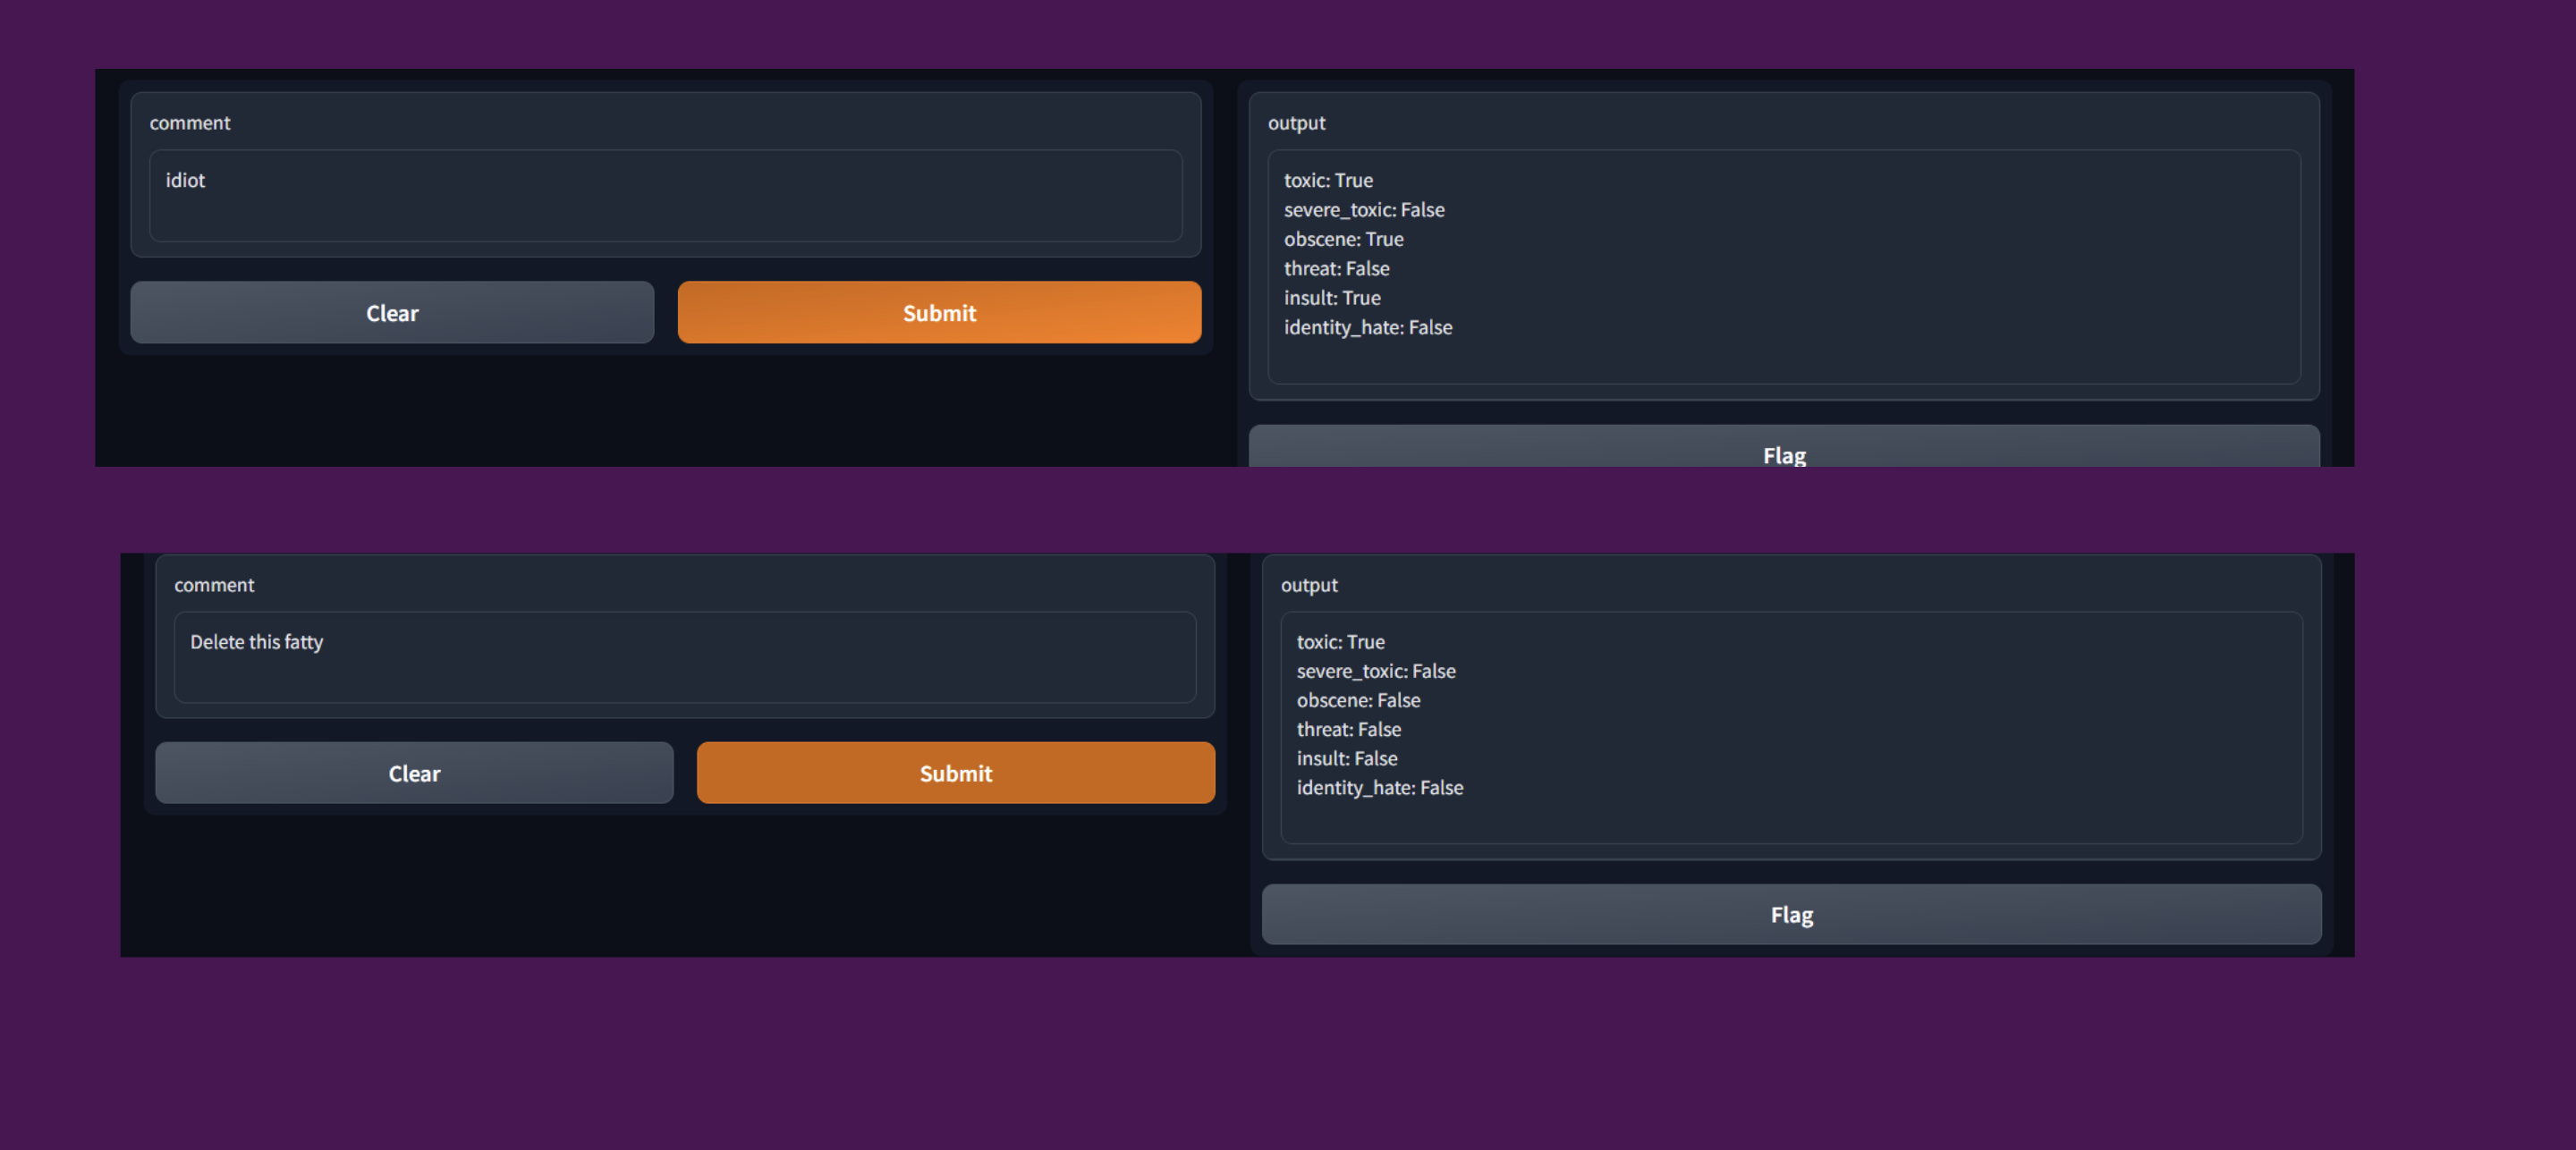 comment
idiot
Clear
Submit
output
toxic: True
severe_toxic: False
obscene: True
threat: False
insult: True
identity_hate: False
Flag
comment
Delete this fatty
Clear
Submit
output
toxic: True
severe_toxic: False
obscene: False
threat: False
insult: False
identity_hate: False
Flag